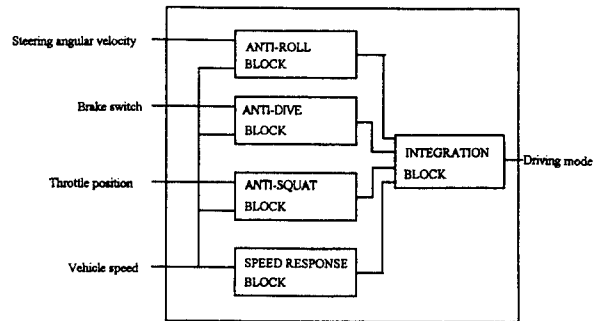 Steering angular velocity
ANTI-ROLL
BLOCK
Brake switch
ANTI-DIVE
BLOCK
INTEGRATION
BLOCK
Driving mode
Throttle position
ANTI-SQUAT
BLOCK
Vehicle speed
SPEED RESPONSE
BLOCK